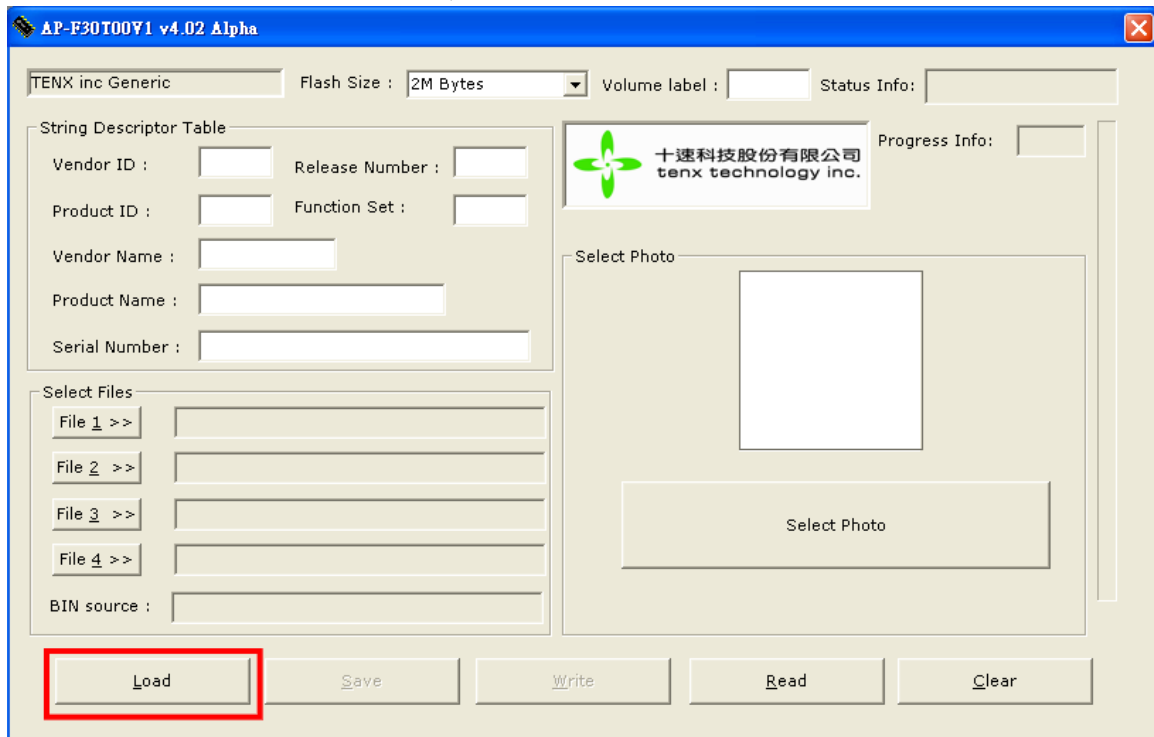 AP-F30T00V1 v4.02 Alpha
TENX inc Generic
Flash Size : 2M Bytes
Volume label :
Status Info:
String Descriptor Table
Vendor ID :
Release Number :
Product ID :
Function Set :
Vendor Name :
Product Name :
Serial Number :
十速科技股份有限公司
tenx technology inc.
Progress Info:
Select Photo
Select Photo
Select Files
File 1 >>
File 2 >>
File 3 >>
File 4 >>
BIN source :
Load
Save
Write
Read
Clear